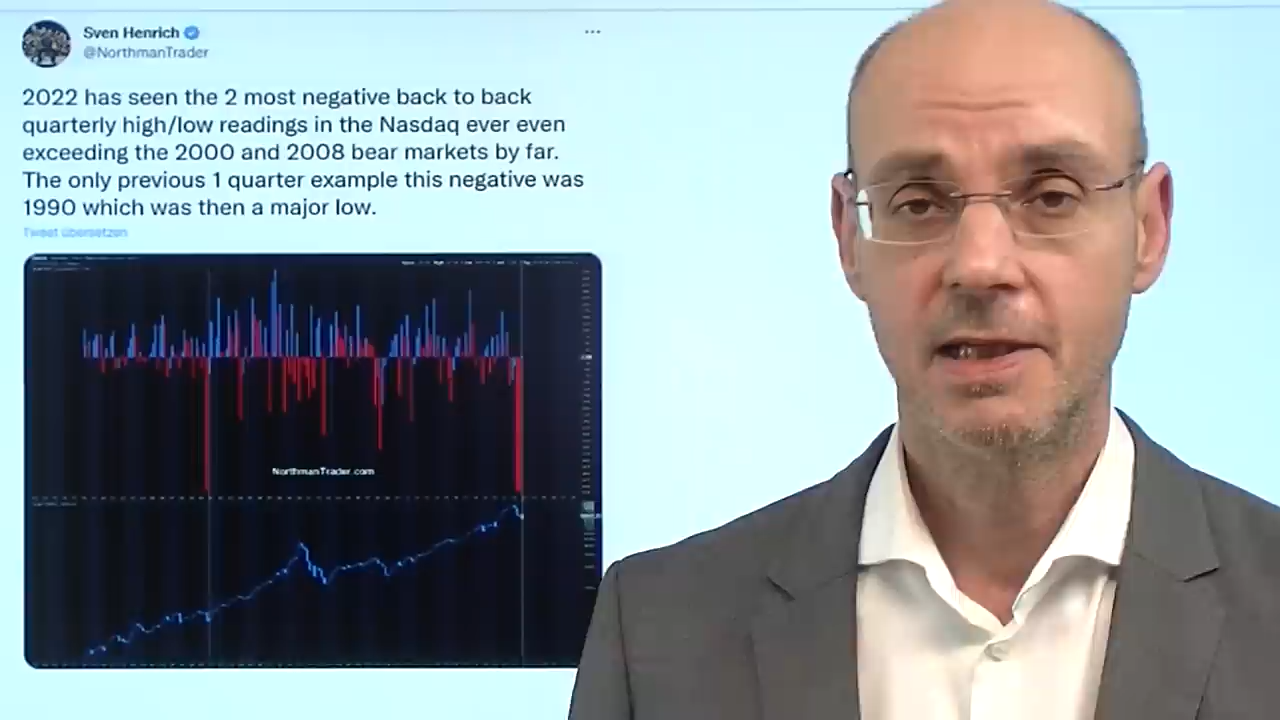 Sven Henrich
@NorthmanTrader
2022 has seen the 2 most negative back to back
quarterly high/low readings in the Nasdaq ever even
exceeding the 2000 and 2008 bear markets by far.
The only previous 1 quarter example this negative was
1990 which was then a major low.
Tweet übersetzen
NorthmanTrader.com